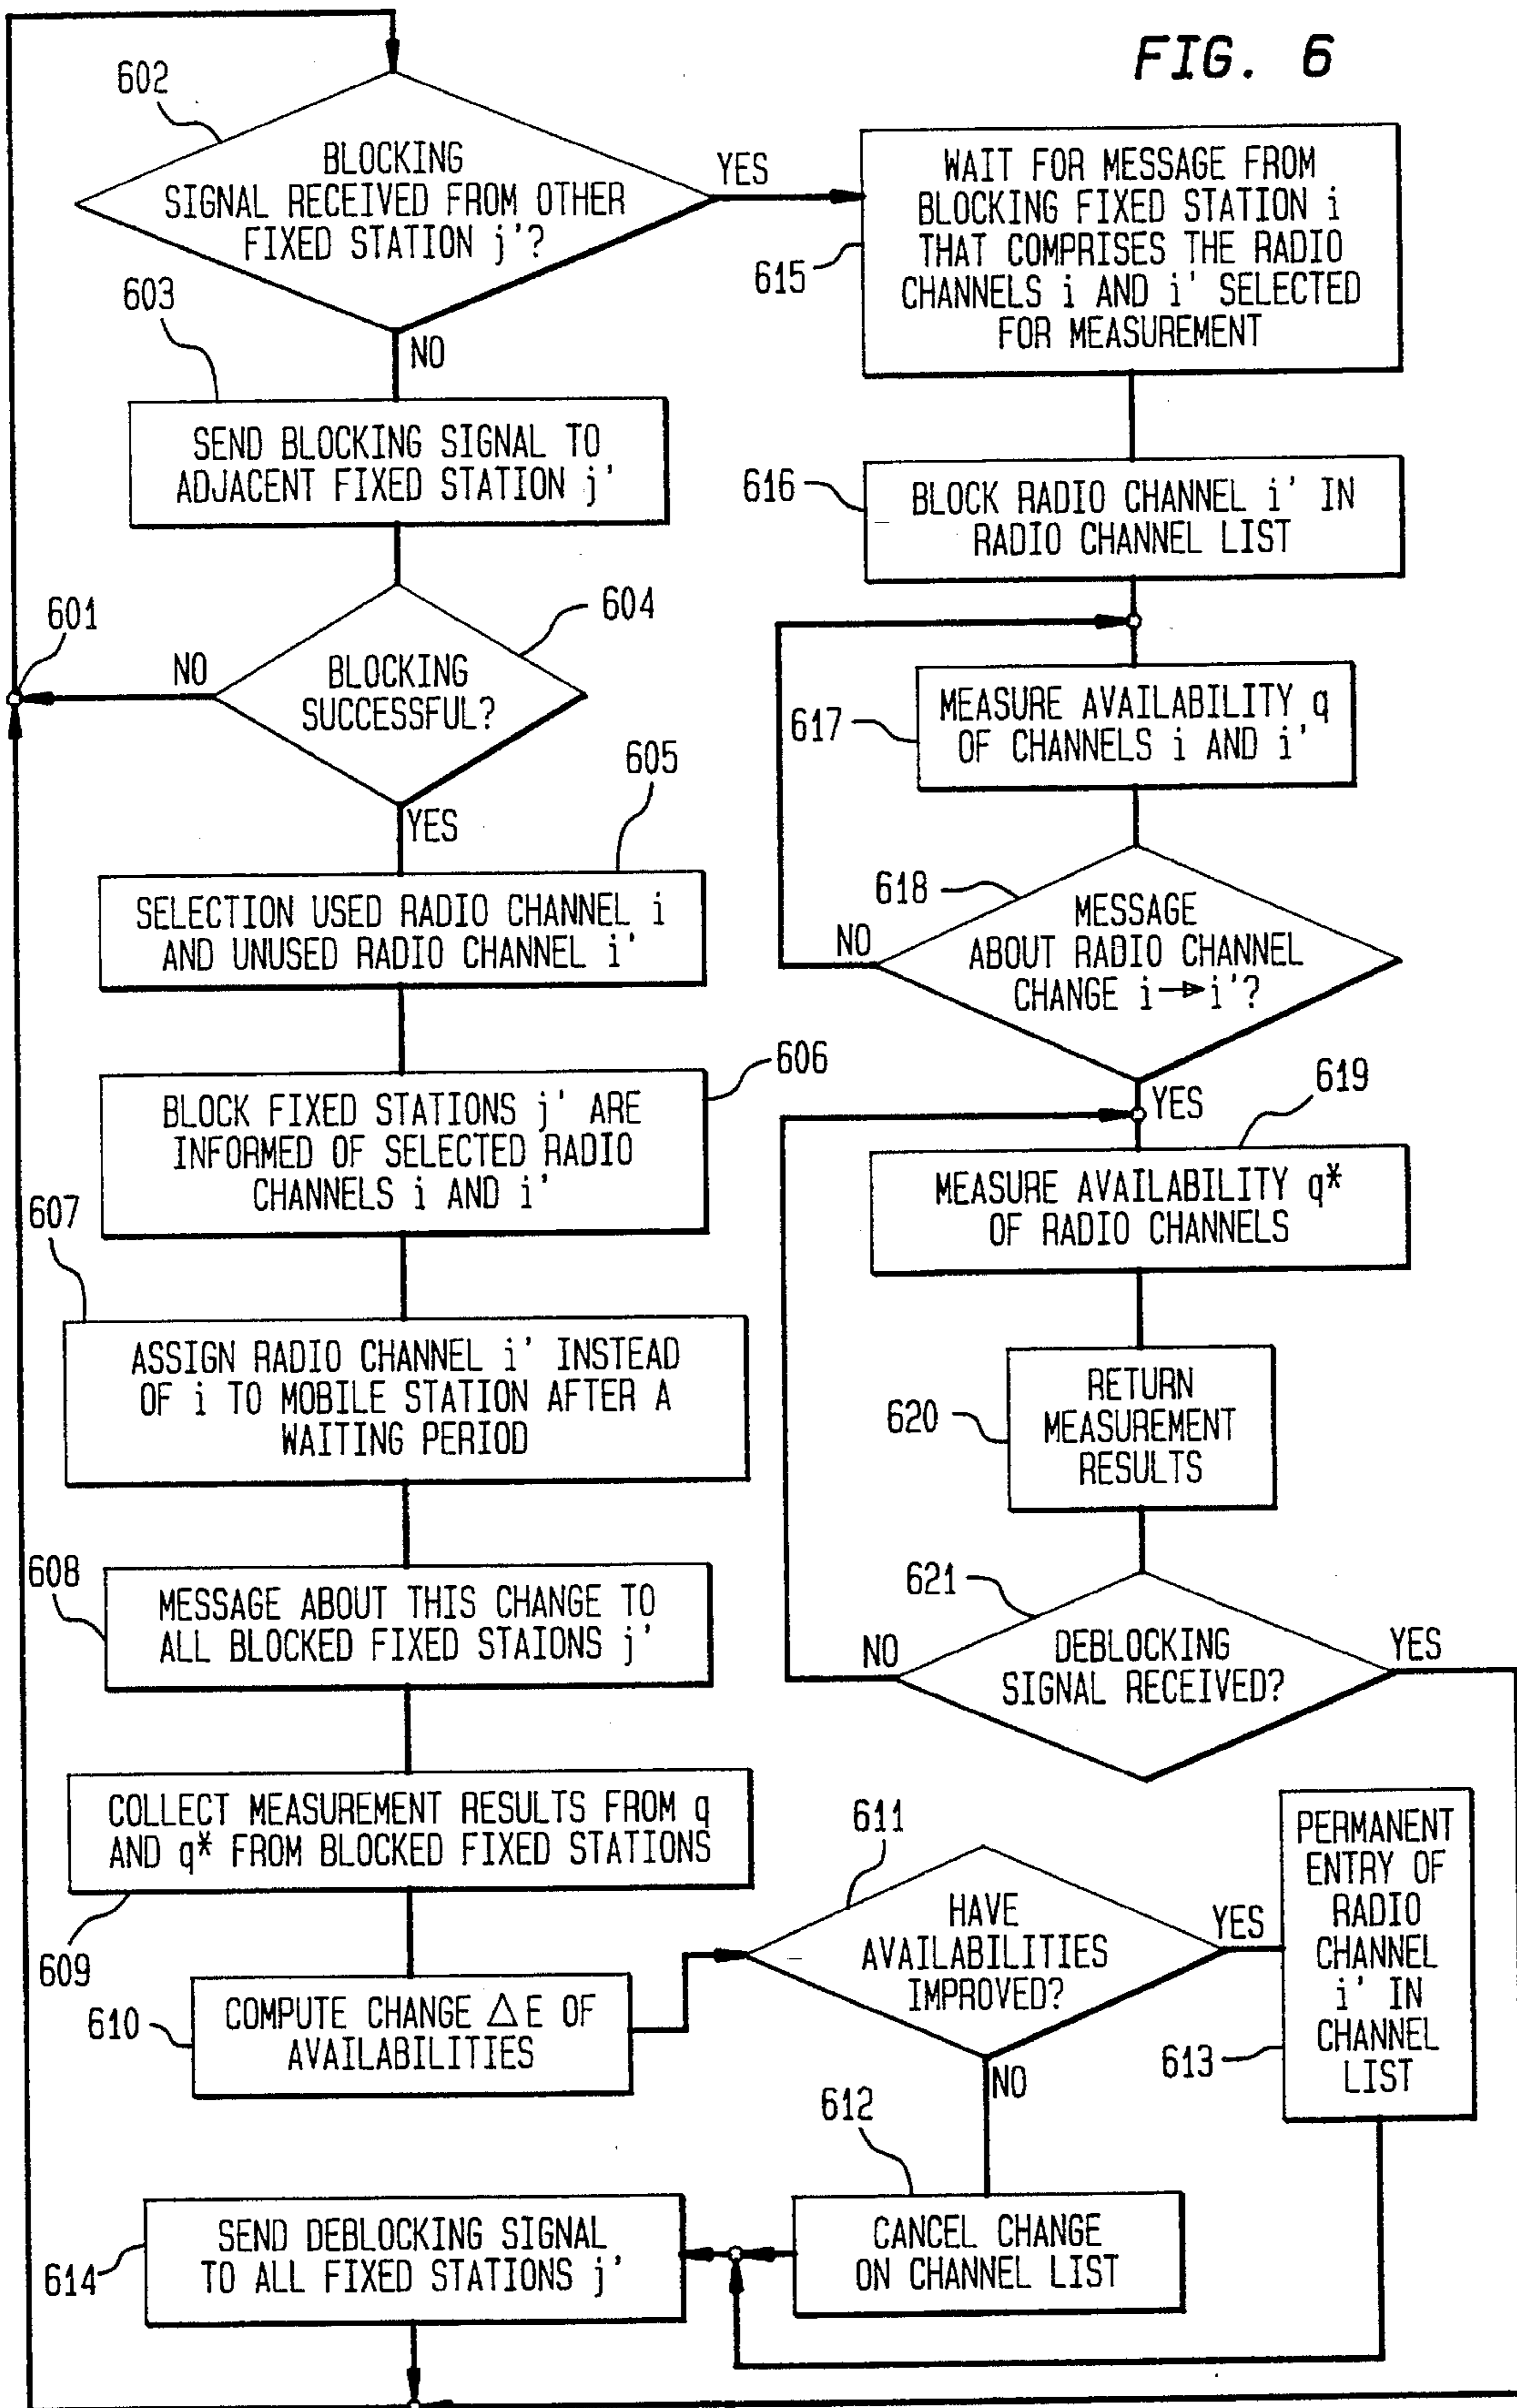 FIG. 6
602
BLOCKING
SIGNAL RECEIVED FROM OTHER
FIXED STATION j'?
YES
NO
603
SEND BLOCKING SIGNAL TO
ADJACENT FIXED STATION j'
601
604
NO
BLOCKING
SUCCESSFUL?
YES
605
SELECTION USED RADIO CHANNEL i
AND UNUSED RADIO CHANNEL i'
606
BLOCK FIXED STATIONS j' ARE
INFORMED OF SELECTED RADIO
CHANNELS i AND i'
607
ASSIGN RADIO CHANNEL i' INSTEAD
OF i TO MOBILE STATION AFTER A
WAITING PERIOD
608
MESSAGE ABOUT THIS CHANGE TO
ALL BLOCKED FIXED STAIONS j'
COLLECT MEASUREMENT RESULTS FROM q
AND q* FROM BLOCKED FIXED STATIONS
609
610
COMPUTE CHANGE △E OF
AVAILABILITIES
611
HAVE
AVAILABILITIES
IMPROVED?
YES
NO
PERMANENT
ENTRY OF
RADIO
CHANNEL
i' IN
CHANNEL
LIST
613
612
CANCEL CHANGE
ON CHANNEL LIST
SEND DEBLOCKING SIGNAL
TO ALL FIXED STATIONS j'
614
WAIT FOR MESSAGE FROM
BLOCKING FIXED STATION i
THAT COMPRISES THE RADIO
CHANNELS i AND i' SELECTED
FOR MEASUREMENT
615
616
BLOCK RADIO CHANNEL i' IN
RADIO CHANNEL LIST
617
MEASURE AVAILABILITY q
OF CHANNELS i AND i'
618
MESSAGE
ABOUT RADIO CHANNEL
CHANGE i→i'?
NO
YES
619
MEASURE AVAILABILITY q*
OF RADIO CHANNELS
620
RETURN
MEASUREMENT
RESULTS
621
DEBLOCKING
SIGNAL RECEIVED?
NO
YES